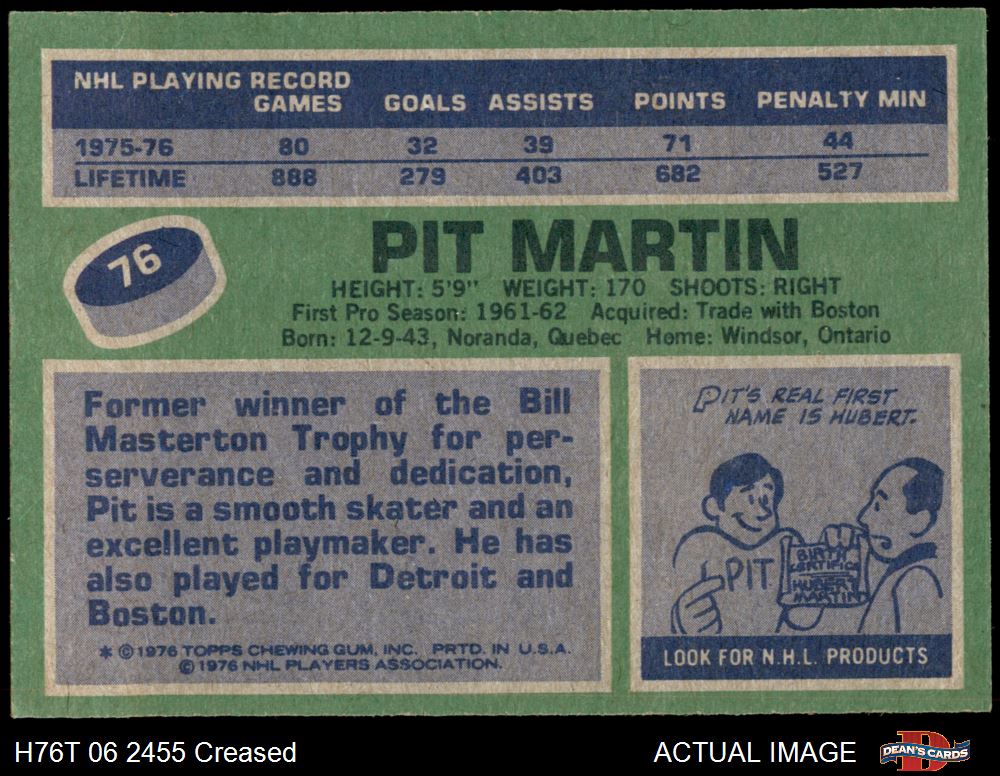 NHL PLAYING RECORD
GAMES GOALS ASSISTS POINTS PENALTY MIN
1975-76 80 32 39 71 44
LIFETIME 888 279 403 682 527
76
PIT MARTIN
HEIGHT: 5'9" WEIGHT: 170 SHOOTS: RIGHT
First Pro Season: 1961-62 Acquired: Trade with Boston
Born: 12-9-43, Noranda, Quebec Home: Windsor, Ontario
Former winner of the Bill
Masterton Trophy for per-
serverance and dedication,
Pit is a smooth skater and an
excellent playmaker. He has
also played for Detroit and
Boston.
* © 1976 TOPPS CHEWING GUM, INC. PRTD. IN U.S.A.
© 1976 NHL PLAYERS ASSOCIATION.
PIT'S REAL FIRST
NAME IS HUBERT.
PIT
BIRTH
CERTIFICA
HUBERT
MARTIN
LOOK FOR N.H.L. PRODUCTS
H76T 06 2455 Creased
ACTUAL IMAGE
D
DEAN'S CARDS